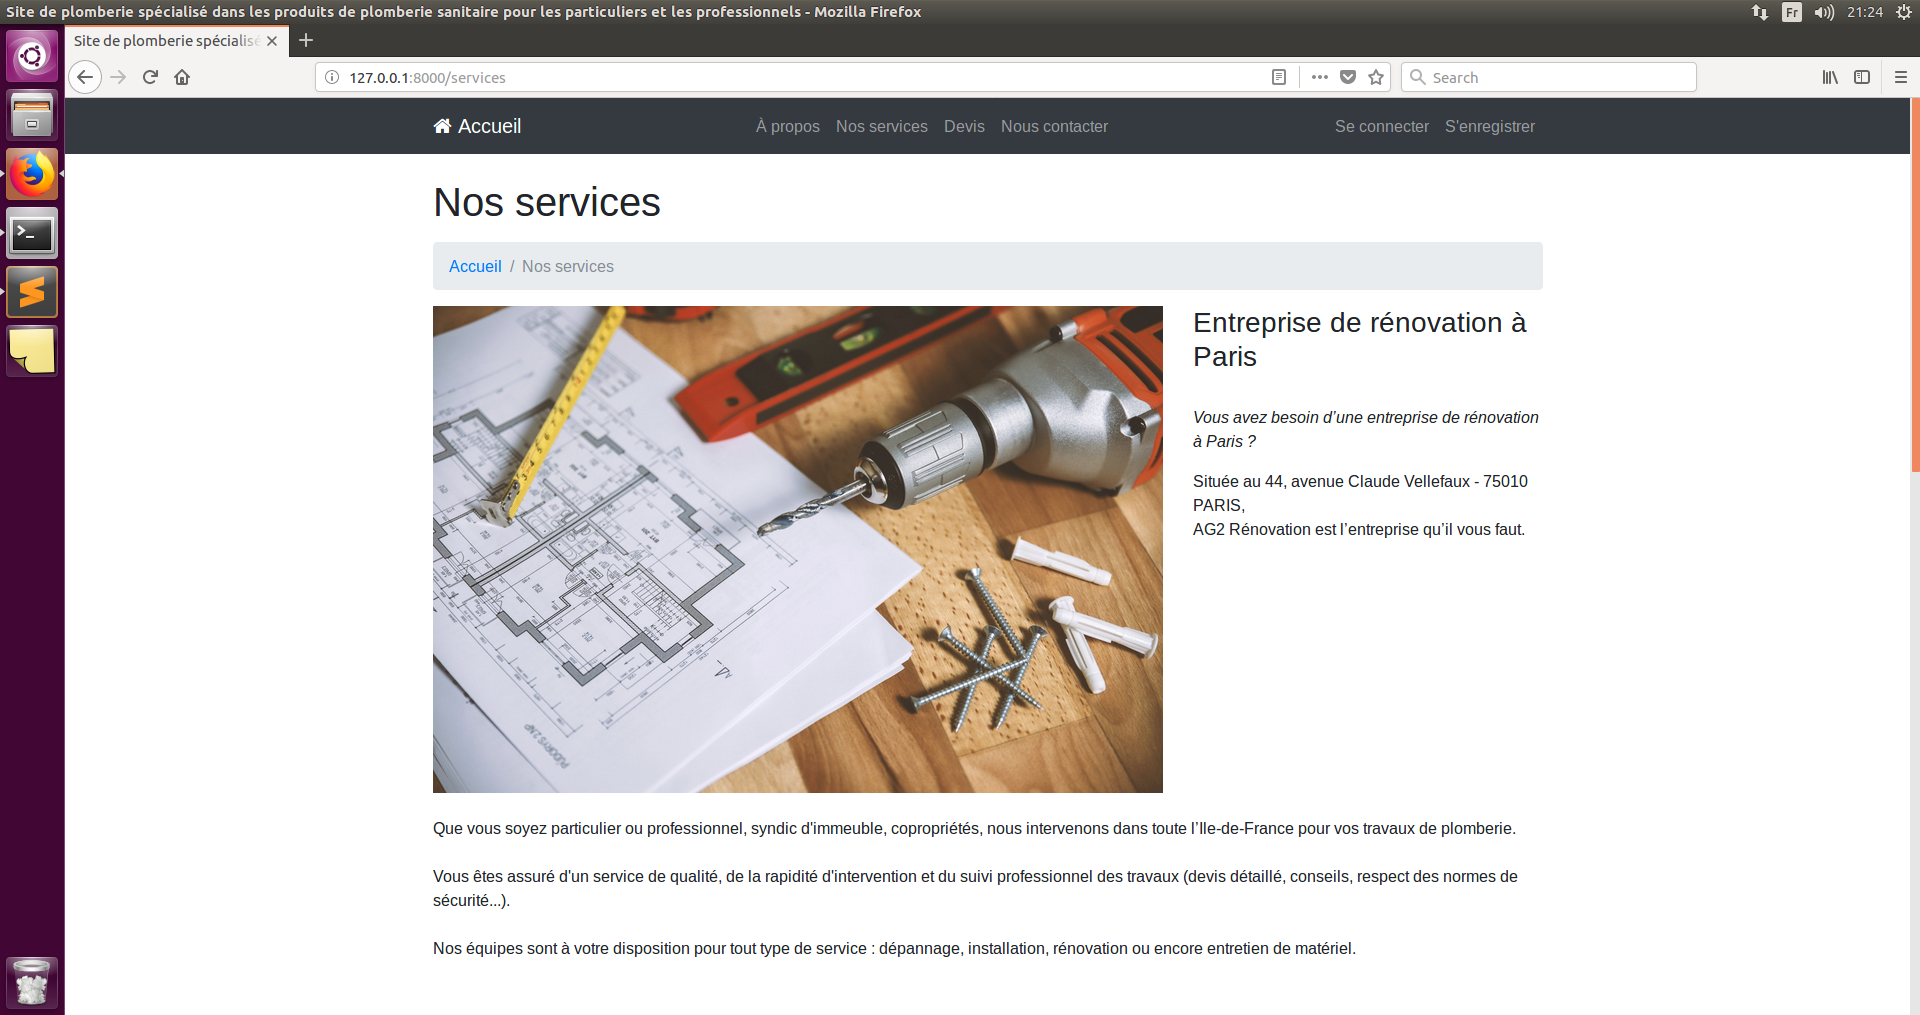 Site de plomberie spécialisé dans les produits de plomberie sanitaire pour les particuliers et les professionnels - Mozilla Firefox
Fr
21:24
Site de plomberie spécialisé
127.0.0.1:8000/services
Search
Accueil
À propos
Nos services
Devis
Nous contacter
Se connecter
S'enregistrer
Nos services
Accueil / Nos services
Entreprise de rénovation à
Paris
Vous avez besoin d’une entreprise de rénovation
à Paris ?
Située au 44, avenue Claude Vellefaux - 75010
PARIS,
AG2 Rénovation est l’entreprise qu’il vous faut.
Que vous soyez particulier ou professionnel, syndic d'immeuble, copropriétés, nous intervenons dans toute l’Ile-de-France pour vos travaux de plomberie.
Vous êtes assuré d'un service de qualité, de la rapidité d'intervention et du suivi professionnel des travaux (devis détaillé, conseils, respect des normes de
sécurité...).
Nos équipes sont à votre disposition pour tout type de service : dépannage, installation, rénovation ou encore entretien de matériel.